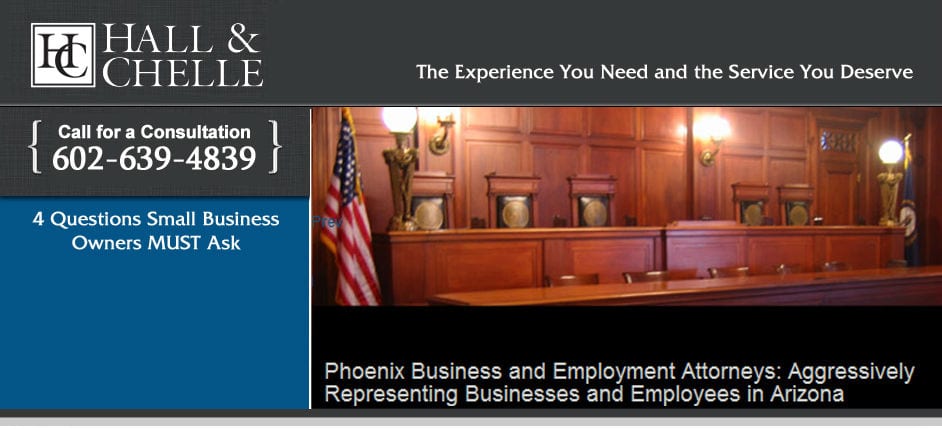 HC
HALL &
CHELLE
The Experience You Need and the Service You Deserve
{ Call for a Consultation }
602-639-4839
4 Questions Small Business
Owners MUST Ask
Prev
Phoenix Business and Employment Attorneys: Aggressively
Representing Businesses and Employees in Arizona